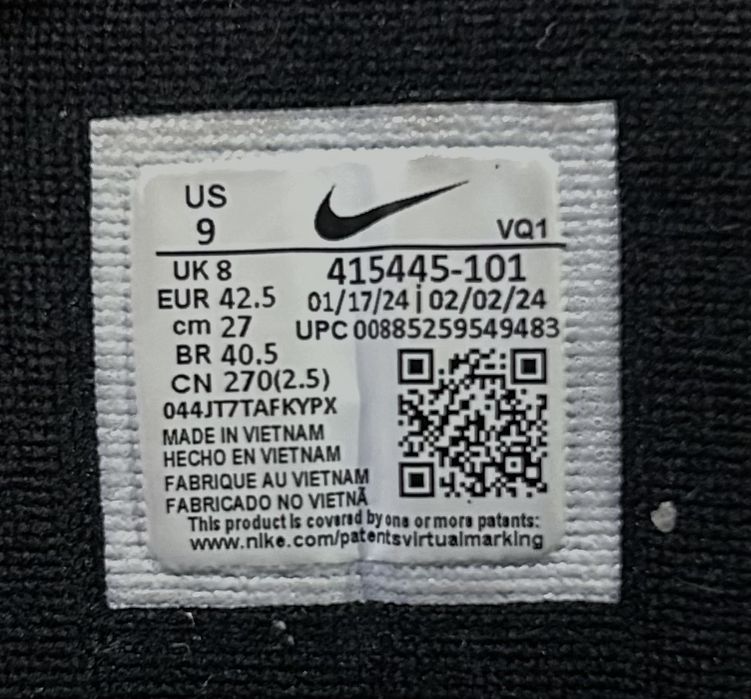 US
9
VQ1
UK 8
415445-101
EUR 42.5
01/17/24 | 02/02/24
cm 27
UPC 00885259549483
BR 40.5
CN 270(2.5)
044JT7TAFKYPX
MADE IN VIETNAM
HECHO EN VIETNAM
FABRIQUE AU VIETNAM
FABRICADO NO VIETNÃ
This product is covered by one or more patents:
www.nike.com/patentsvirtualmarking